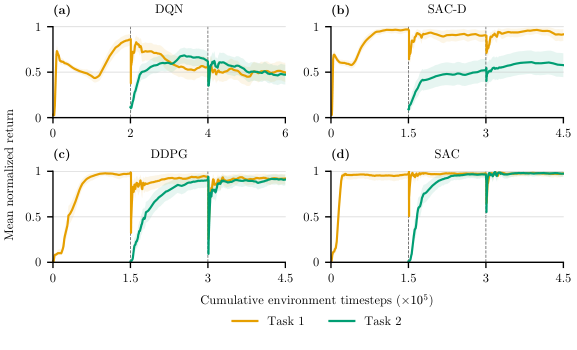 (a) DQN
(b) SAC-D
1
0.5
0
0 2 4 6
1
0.5
0
0 1.5 3 4.5
(c) DDPG
(d) SAC
1
0.5
0
0 1.5 3 4.5
1
0.5
0
0 1.5 3 4.5
Mean normalized return
Cumulative environment timesteps (×10⁵)
Task 1 Task 2